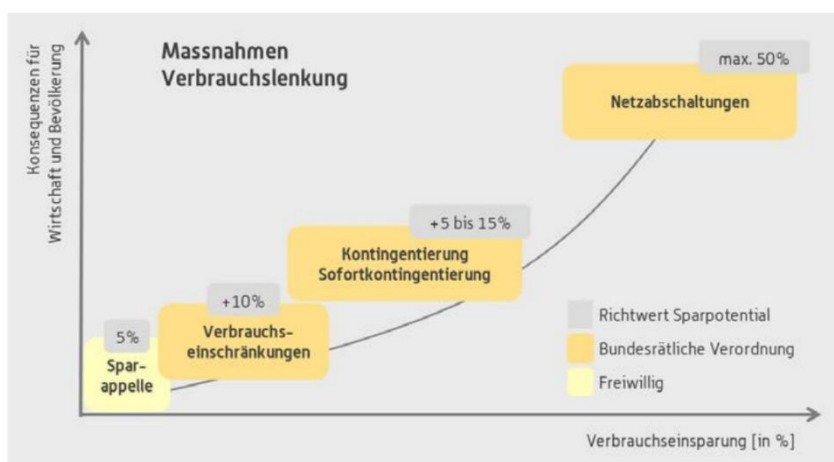 Massnahmen
Verbrauchslenkung
Konsequenzen für
Wirtschaft und Bevölkerung
max. 50%
Netzabschaltungen
+5 bis 15%
Kontingentierung
Sofortkontingentierung
+10%
Verbrauchs-
einschränkungen
5%
Spar-
appelle
Richtwert Sparpotential
Bundesrätliche Verordnung
Freiwillig
Verbrauchseinsparung [in %]